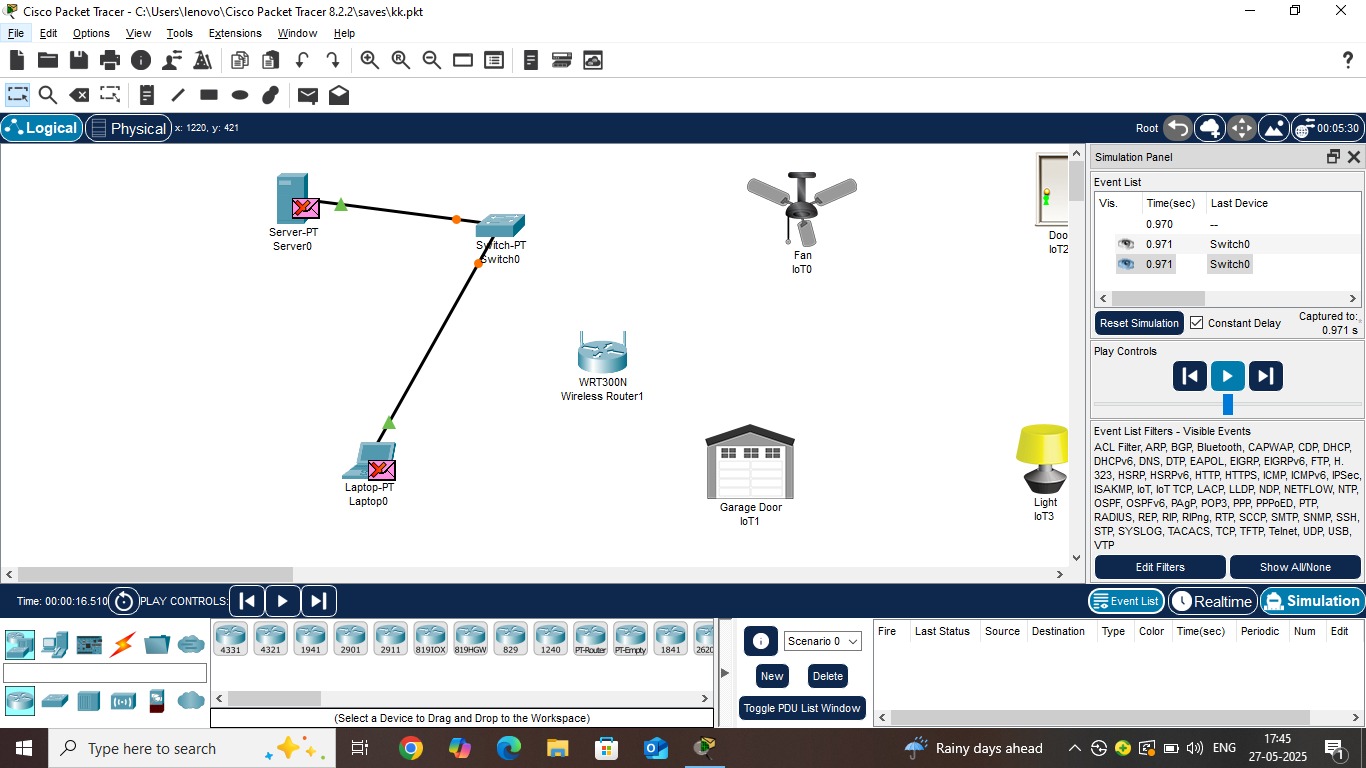 Cisco Packet Tracer - C:\Users\lenovo\Cisco Packet Tracer 8.2.2\saves\kk.pkt
File Edit Options View Tools Extensions Window Help
Logical Physical x: 1220, y: 421 Root 00:05:30
Server-PT
Server0
Switch-PT
Switch0
Laptop-PT
Laptop0
WRT300N
Wireless Router1
Fan
IoT0
Garage Door
IoT1
Doo
IoT2
Light
IoT3
Simulation Panel
Event List
Vis. Time(sec) Last Device
0.970 --
0.971 Switch0
0.971 Switch0
Reset Simulation Constant Delay Captured to:
0.971 s
Play Controls
Event List Filters - Visible Events
ACL Filter, ARP, BGP, Bluetooth, CAPWAP, CDP, DHCP,
DHCPv6, DNS, DTP, EAPOL, EIGRP, EIGRPv6, FTP, H.
323, HSRP, HSRPv6, HTTP, HTTPS, ICMP, ICMPv6, IPSec,
ISAKMP, IoT, IoT TCP, LACP, LLDP, NDP, NETFLOW, NTP,
OSPF, OSPFv6, PAgP, POP3, PPP, PPPoED, PTP,
RADIUS, REP, RIP, RIPng, RTP, SCCP, SMTP, SNMP, SSH,
STP, SYSLOG, TACACS, TCP, TFTP, Telnet, UDP, USB,
VTP
Edit Filters Show All/None
Time: 00:00:16.510 PLAY CONTROLS: Event List Realtime Simulation
4331 4321 1941 2901 2911 819IOX 819HGW 829 1240 PT-Router PT-Empty 1841 2620
(Select a Device to Drag and Drop to the Workspace)
Scenario 0
New Delete
Toggle PDU List Window
Fire Last Status Source Destination Type Color Time(sec) Periodic Num Edit
Type here to search Rainy days ahead ENG 17:45
27-05-2025 1